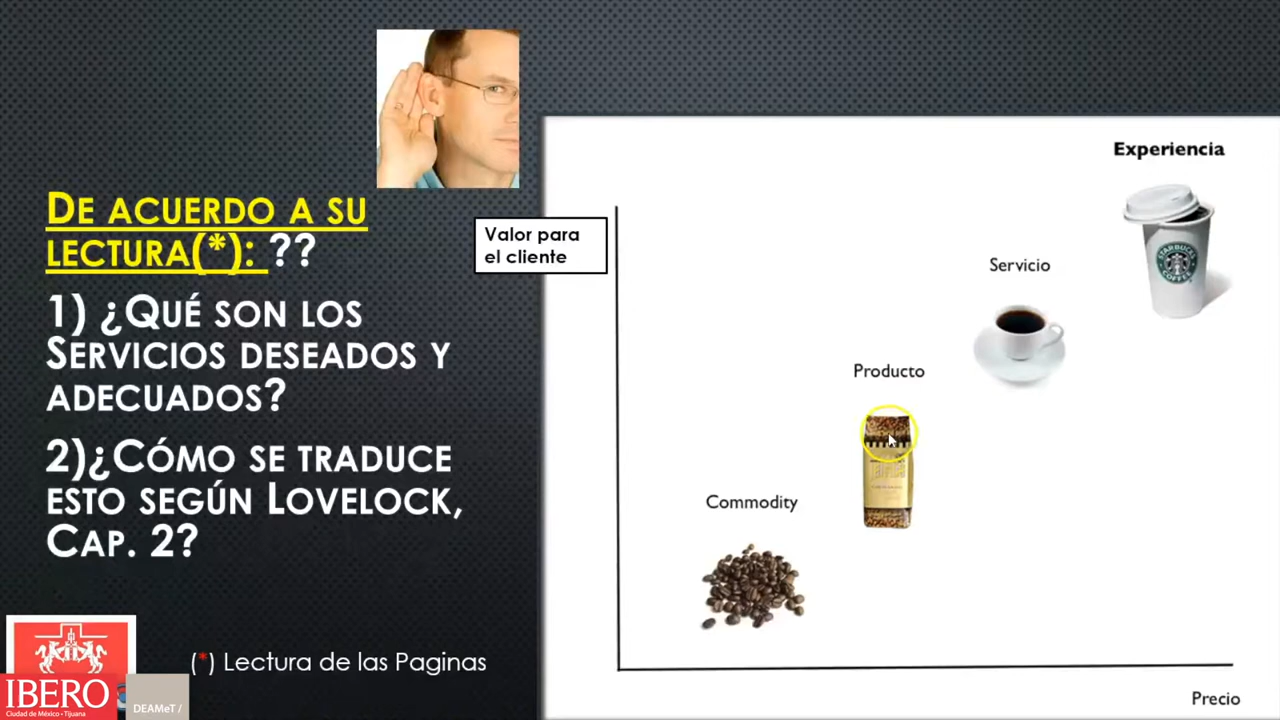 De acuerdo a su
lectura(*): ??
1) ¿Qué son los
Servicios deseados y
adecuados?
2)¿Cómo se traduce
esto según Lovelock,
Cap. 2?
(*) Lectura de las Paginas
IBERO
Ciudad de México • Tijuana
DEAMeT /
Valor para
el cliente
Experiencia
STARBUCKS
COFFEE
Servicio
Producto
Commodity
Precio